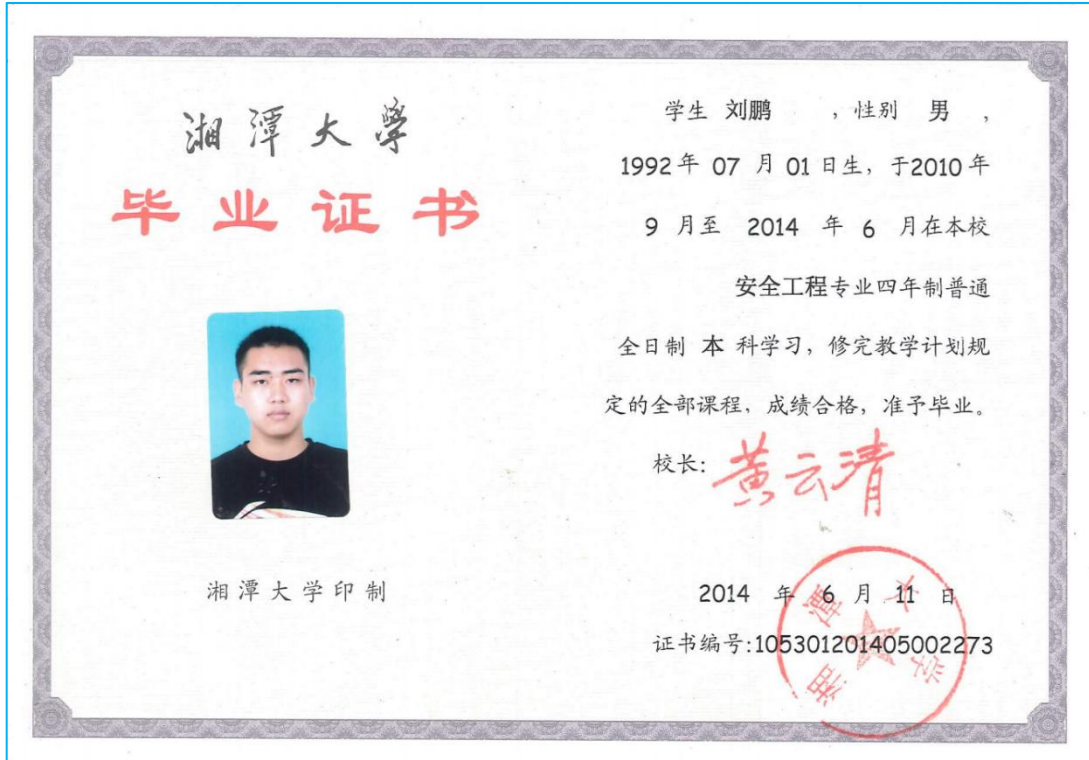 湘潭大學
毕业证书
湘潭大学印制
学生 刘鹏 ，性别 男 ，
1992年 07 月 01 日生，于2010年
9 月至 2014 年 6 月在本校
安全工程专业四年制普通
全日制 本 科学习，修完教学计划规
定的全部课程，成绩合格，准予毕业。
校长：黄云清
2014 年 6 月 11 日
证书编号:105301201405002273
湘潭大学